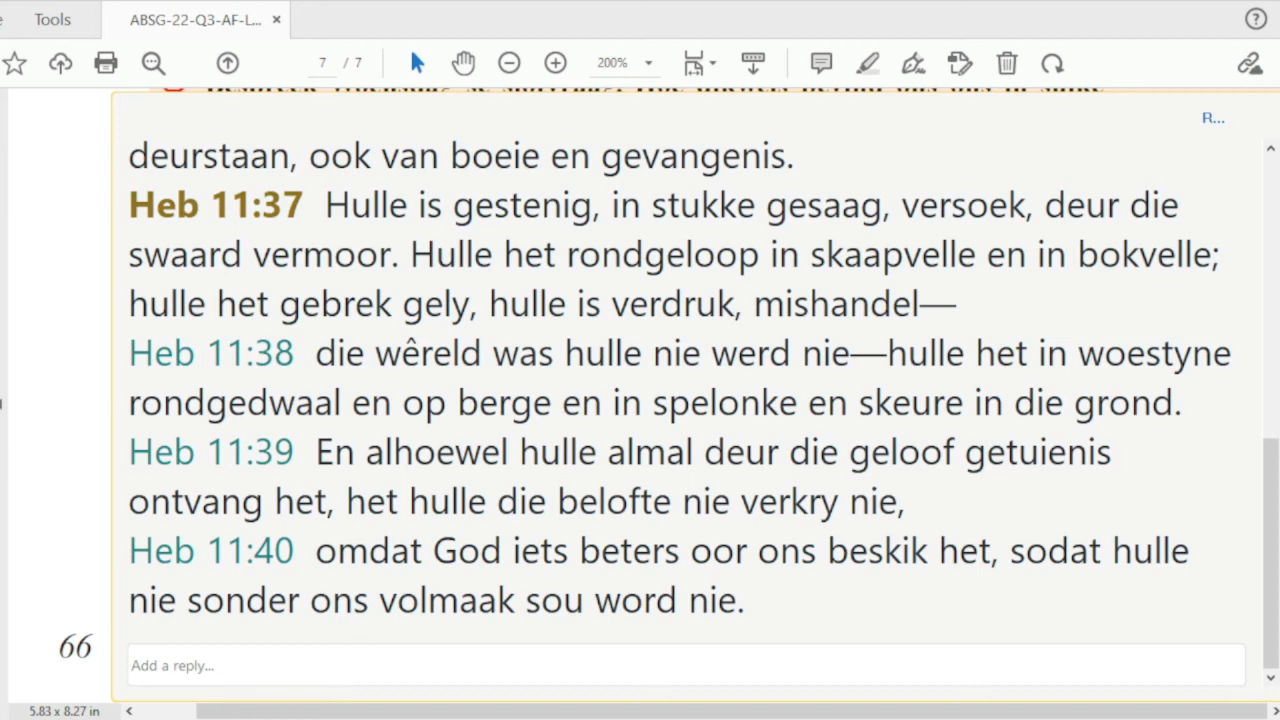 Tools
ABSG-22-Q3-AF-L... ×
7 / 7
200%
R...
deurstaan, ook van boeie en gevangenis.
Heb 11:37 Hulle is gestenig, in stukke gesaag, versoek, deur die
swaard vermoor. Hulle het rondgeloop in skaapvelle en in bokvelle;
hulle het gebrek gely, hulle is verdruk, mishandel—
Heb 11:38 die wêreld was hulle nie werd nie—hulle het in woestyne
rondgedwaal en op berge en in spelonke en skeure in die grond.
Heb 11:39 En alhoewel hulle almal deur die geloof getuienis
ontvang het, het hulle die belofte nie verkry nie,
Heb 11:40 omdat God iets beters oor ons beskik het, sodat hulle
nie sonder ons volmaak sou word nie.
66
Add a reply...
5.83 x 8.27 in